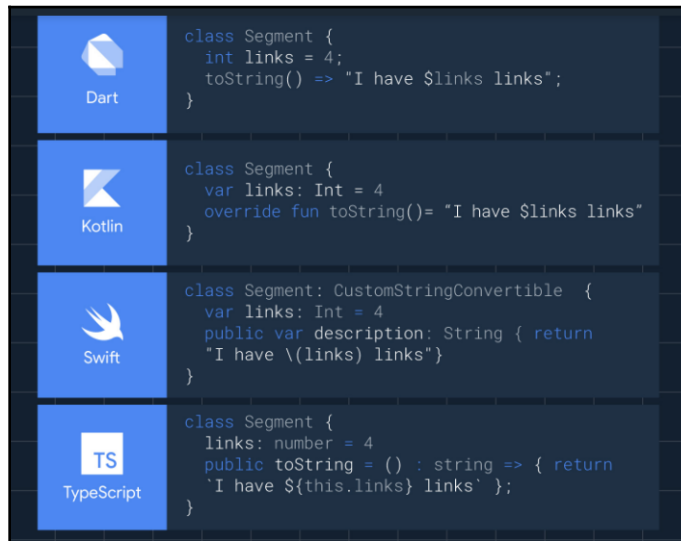 class Segment {
int links = 4;
toString() => "I have $links links";
}
Dart
class Segment {
var links: Int = 4
override fun toString()= “I have $links links”
}
Kotlin
class Segment: CustomStringConvertible  {
var links: Int = 4
public var description: String { return
"I have \(links) links"}
}
Swift
class Segment {
links: number = 4
public toString = () : string => { return
`I have ${this.links} links` };
}
TS
TypeScript